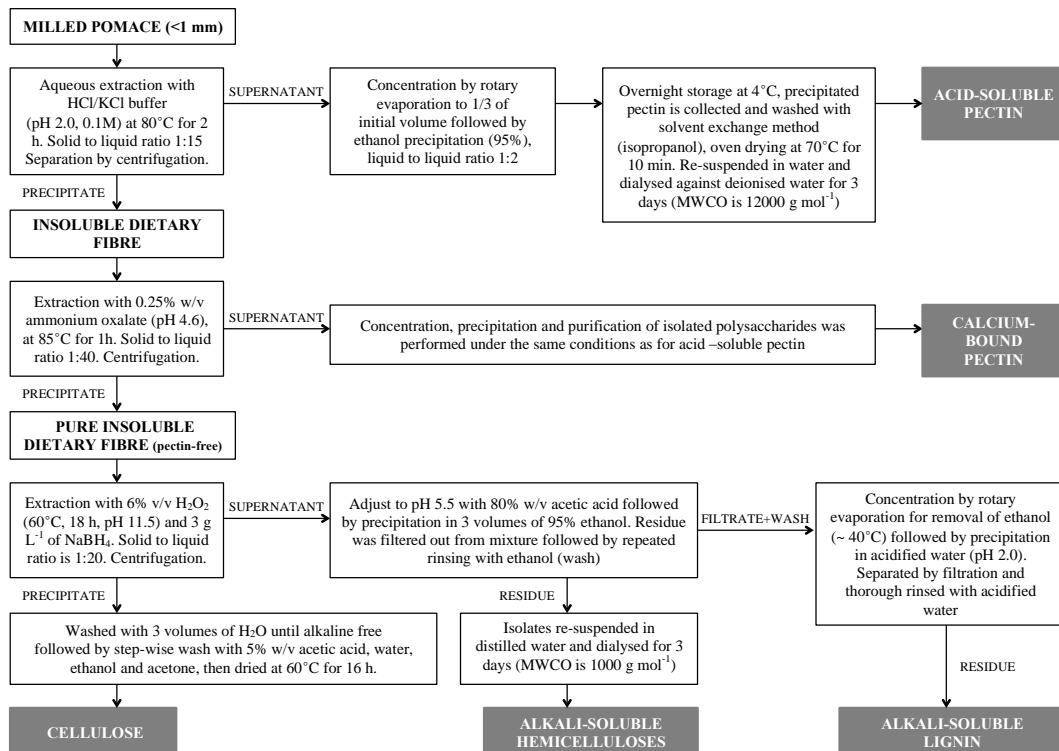 MILLED POMACE (<1 mm)
Aqueous extraction with
HCl/KCl buffer
(pH 2.0, 0.1M) at 80°C for 2
h. Solid to liquid ratio 1:15
Separation by centrifugation.
SUPERNATANT
Concentration by rotary
evaporation to 1/3 of
initial volume followed by
ethanol precipitation (95%),
liquid to liquid ratio 1:2
Overnight storage at 4°C, precipitated
pectin is collected and washed with
solvent exchange method
(isopropanol), oven drying at 70°C for
10 min. Re-suspended in water and
dialysed against deionised water for 3
days (MWCO is 12000 g mol⁻¹)
ACID-SOLUBLE
PECTIN
PRECIPITATE
INSOLUBLE DIETARY
FIBRE
Extraction with 0.25% w/v
ammonium oxalate (pH 4.6),
at 85°C for 1h. Solid to liquid
ratio 1:40. Centrifugation.
SUPERNATANT
Concentration, precipitation and purification of isolated polysaccharides was
performed under the same conditions as for acid –soluble pectin
CALCIUM-
BOUND
PECTIN
PRECIPITATE
PURE INSOLUBLE
DIETARY FIBRE (pectin-free)
Extraction with 6% v/v H₂O₂
(60°C, 18 h, pH 11.5) and 3 g
L⁻¹ of NaBH₄. Solid to liquid
ratio is 1:20. Centrifugation.
SUPERNATANT
Adjust to pH 5.5 with 80% w/v acetic acid followed
by precipitation in 3 volumes of 95% ethanol. Residue
was filtered out from mixture followed by repeated
rinsing with ethanol (wash)
FILTRATE+WASH
Concentration by rotary
evaporation for removal of ethanol
(~ 40°C) followed by precipitation
in acidified water (pH 2.0).
Separated by filtration and
thorough rinsed with acidified
water
PRECIPITATE
Washed with 3 volumes of H₂O until alkaline free
followed by step-wise wash with 5% w/v acetic acid, water,
ethanol and acetone, then dried at 60°C for 16 h.
RESIDUE
Isolates re-suspended in
distilled water and dialysed for 3
days (MWCO is 1000 g mol⁻¹)
RESIDUE
CELLULOSE
ALKALI-SOLUBLE
HEMICELLULOSES
ALKALI-SOLUBLE
LIGNIN